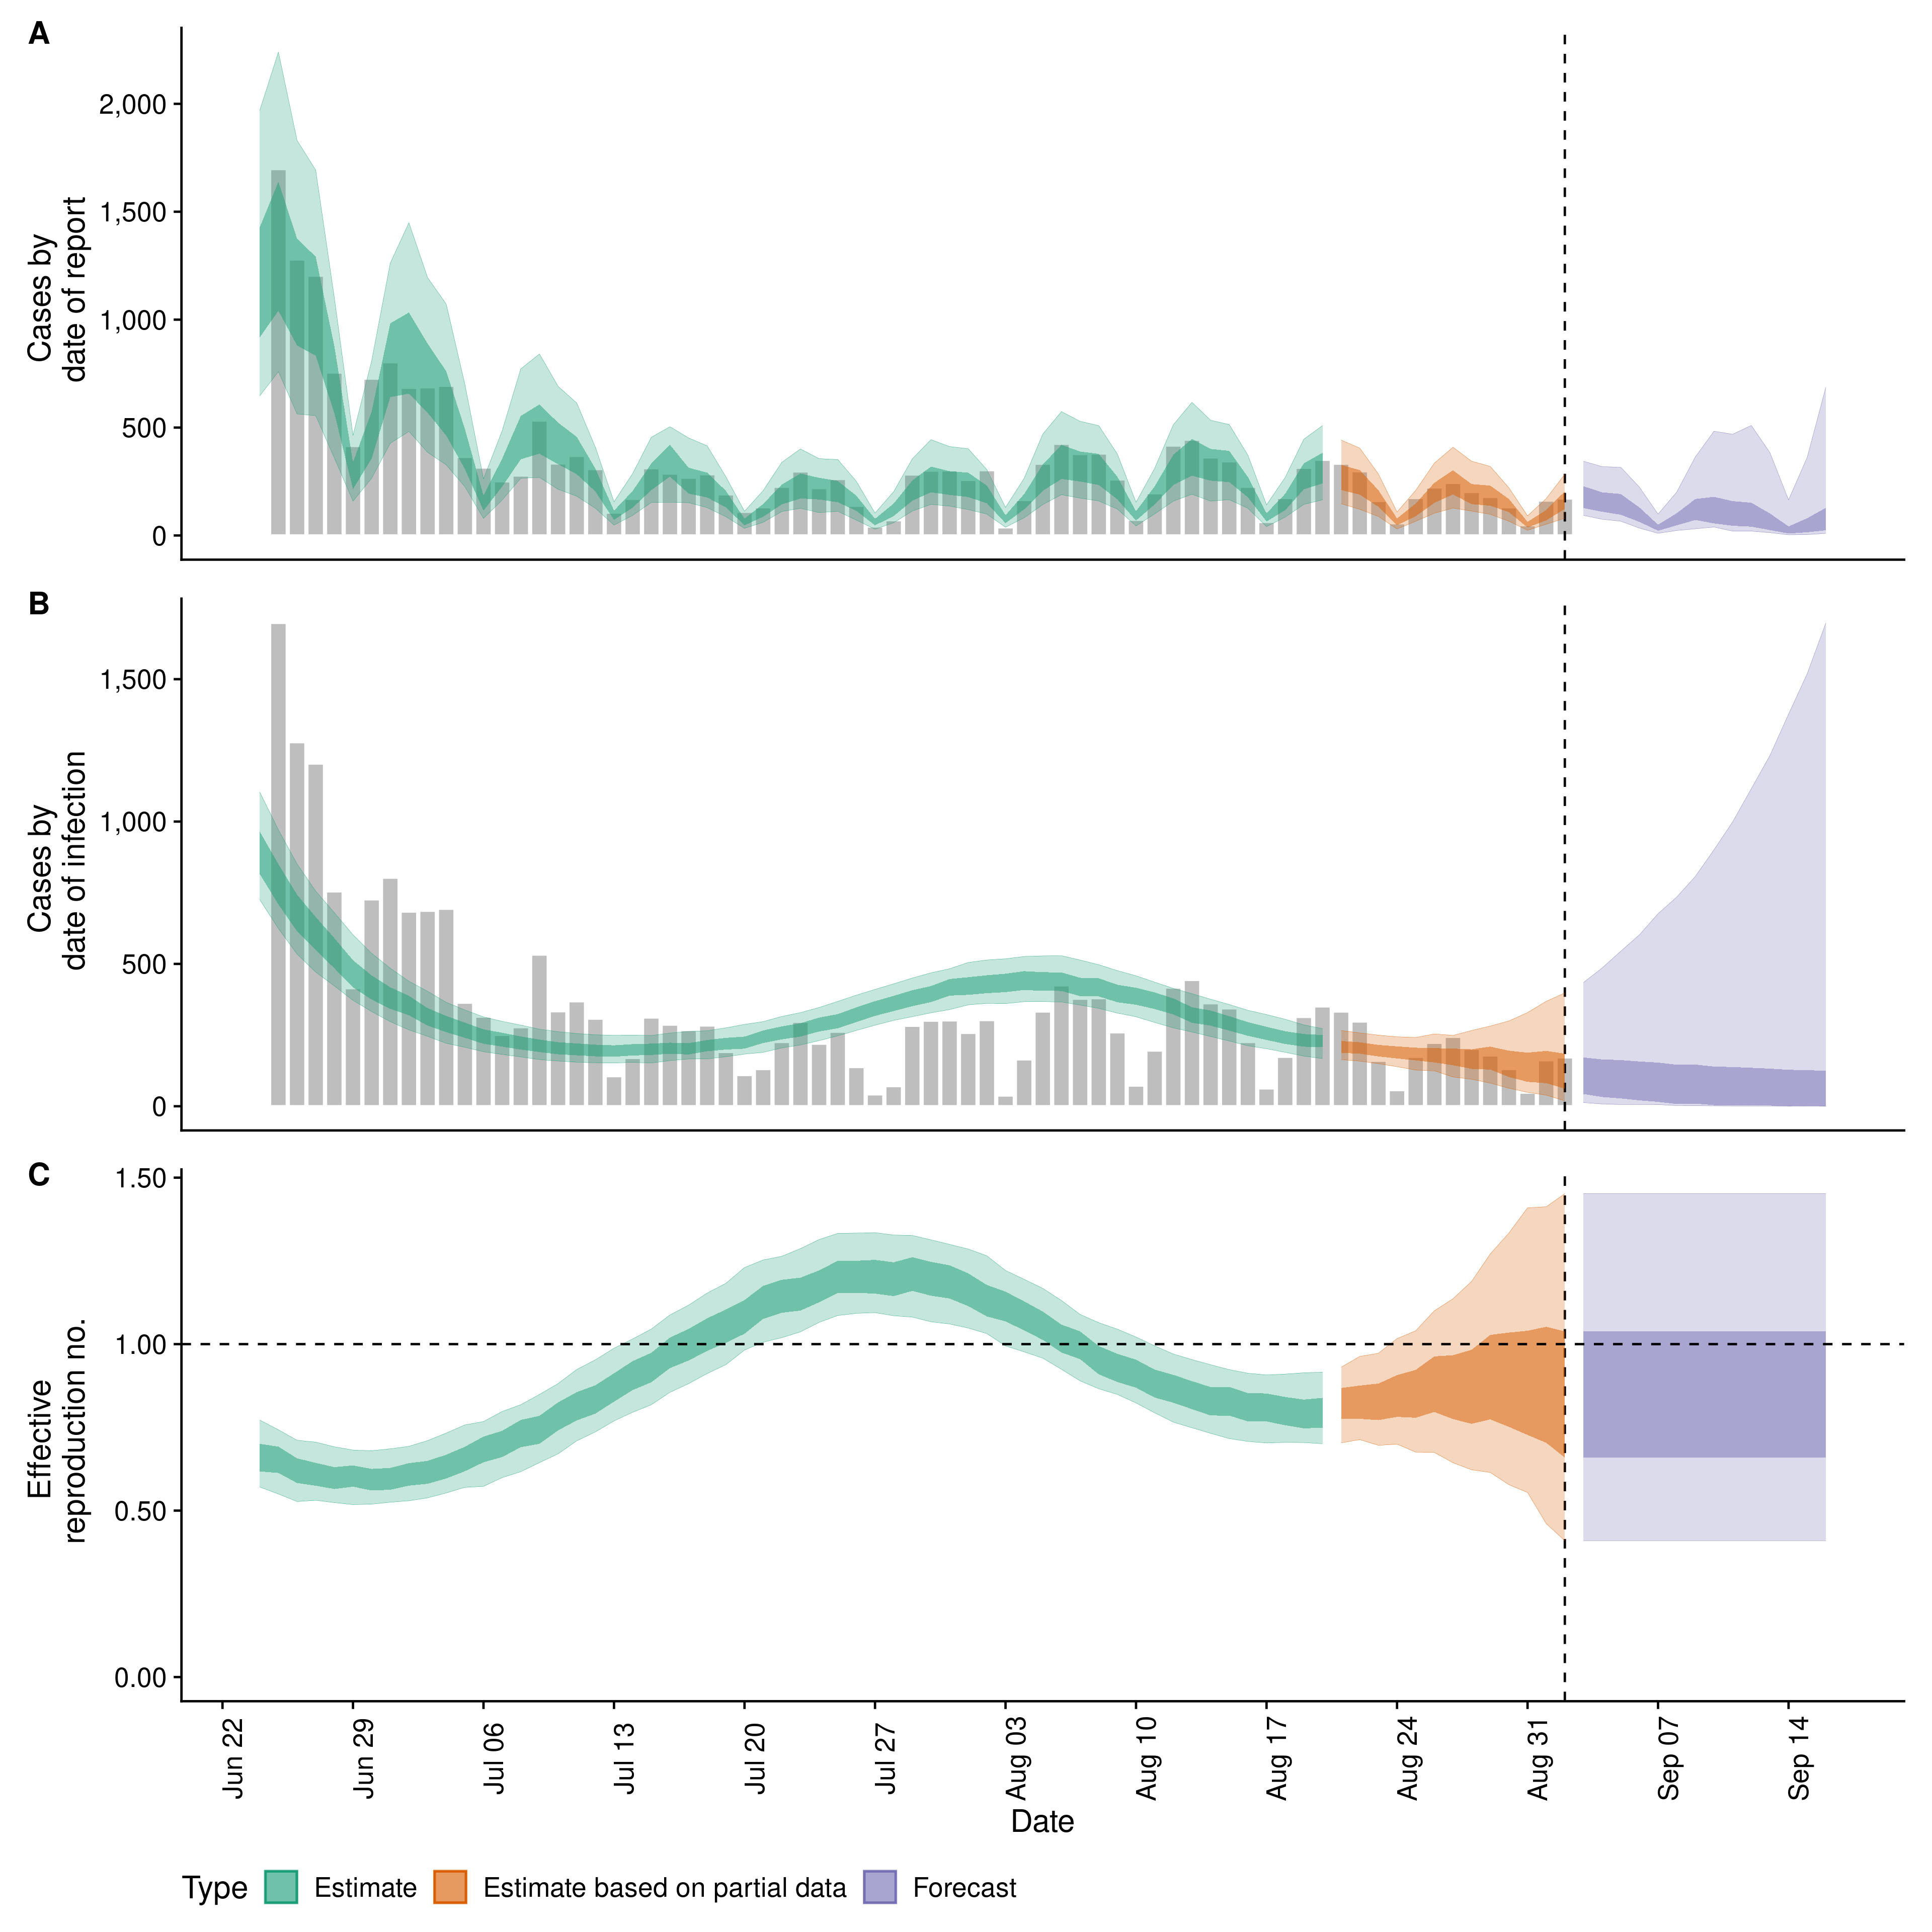 A
Cases by
date of report
2,000
1,500
1,000
500
0
B
Cases by
date of infection
1,500
1,000
500
0
C
Effective
reproduction no.
1.50
1.00
0.50
0.00
Jun 22
Jun 29
Jul 06
Jul 13
Jul 20
Jul 27
Aug 03
Aug 10
Aug 17
Aug 24
Aug 31
Sep 07
Sep 14
Date
Type Estimate Estimate based on partial data Forecast